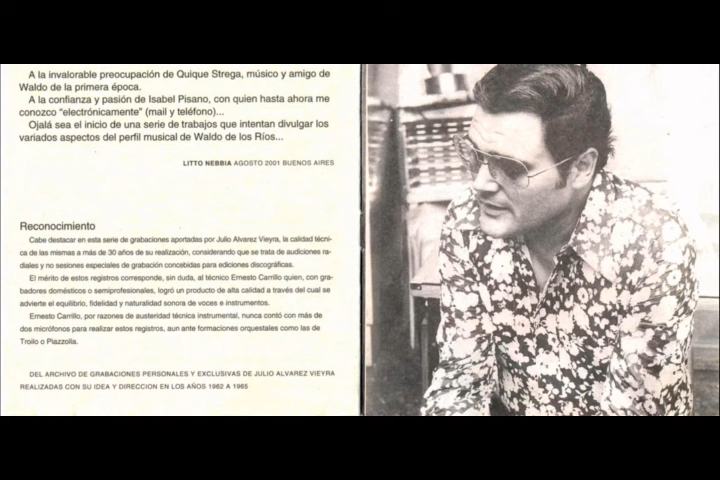 A la invalorable preocupación de Quique Strega, músico y amigo de
Waldo de la primera época.
A la confianza y pasión de Isabel Pisano, con quien hasta ahora me
conozco “electrónicamente” (mail y teléfono)...
Ojalá sea el inicio de una serie de trabajos que intentan divulgar los
variados aspectos del perfil musical de Waldo de los Ríos...
LITTO NEBBIA AGOSTO 2001 BUENOS AIRES
Reconocimiento
Cabe destacar en esta serie de grabaciones aportadas por Julio Alvarez Vieyra, la calidad técni-
ca de las mismas a más de 30 años de su realización, considerando que se trata de audiciones ra-
diales y no sesiones especiales de grabación concebidas para ediciones discográficas.
El mérito de estos registros corresponde, sin duda, al técnico Ernesto Carrillo quien, con gra-
badores domésticos o semiprofesionales, logró un producto de alta calidad a través del cual se
advierte el equilibrio, fidelidad y naturalidad sonora de voces e instrumentos.
Ernesto Carrillo, por razones de austeridad técnica instrumental, nunca contó con más de
dos micrófonos para realizar estos registros, aun ante formaciones orquestales como las de
Troilo o Piazzolla.
DEL ARCHIVO DE GRABACIONES PERSONALES Y EXCLUSIVAS DE JULIO ALVAREZ VIEYRA
REALIZADAS CON SU IDEA Y DIRECCION EN LOS AÑOS 1962 A 1965